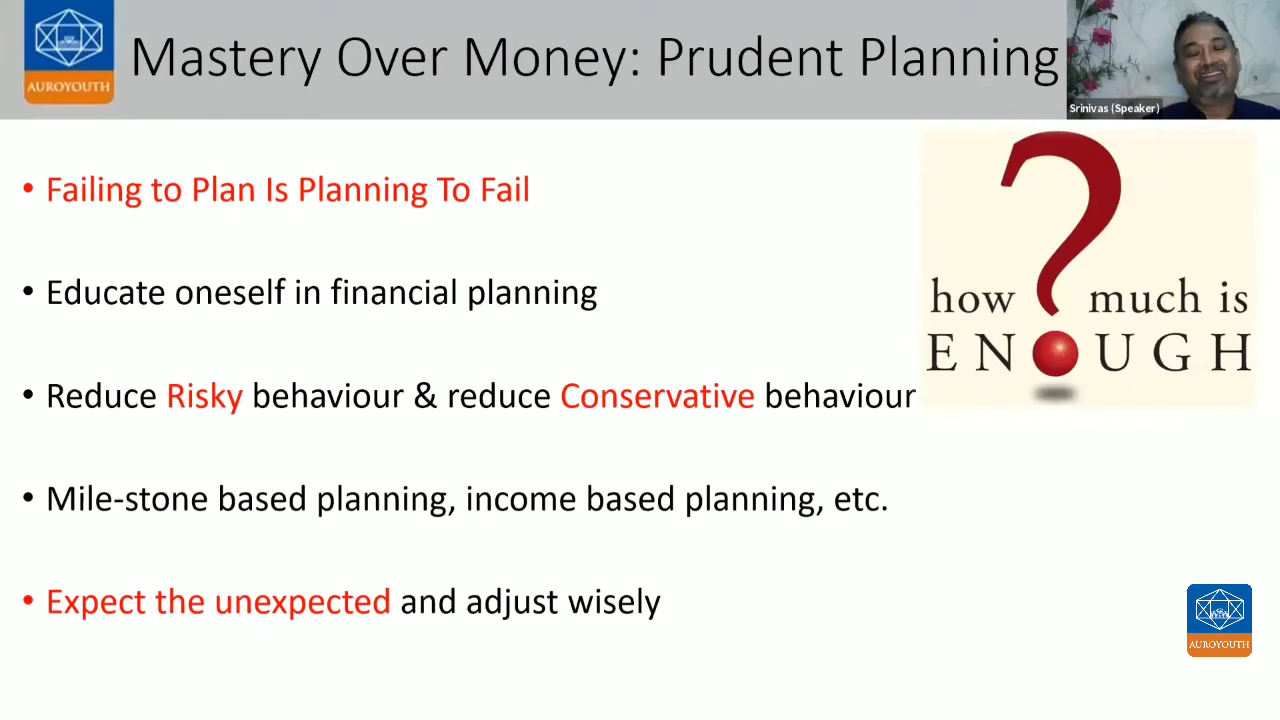 AUROYOUTH
Mastery Over Money: Prudent Planning
Srinivas (Speaker)
• Failing to Plan Is Planning To Fail
• Educate oneself in financial planning
• Reduce Risky behaviour & reduce Conservative behaviour
• Mile-stone based planning, income based planning, etc.
• Expect the unexpected and adjust wisely
how ? much is
ENOUGH
AUROYOUTH